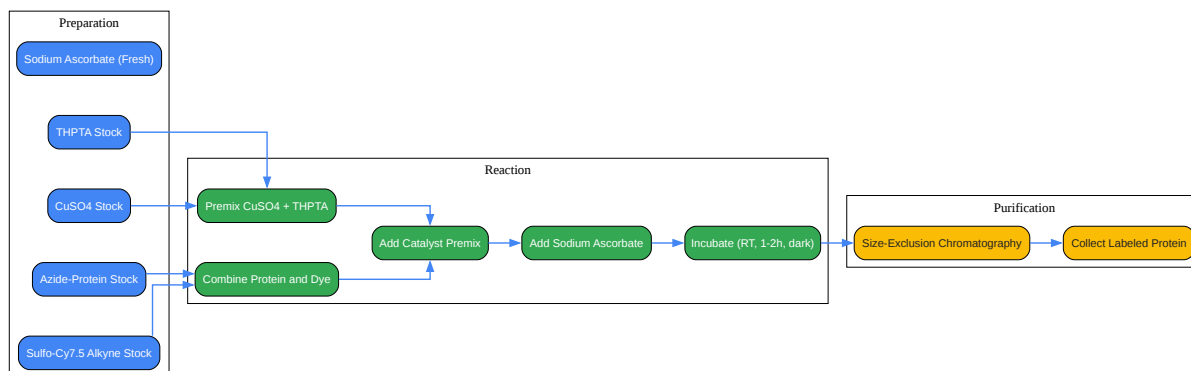 Preparation
Sodium Ascorbate (Fresh)
THPTA Stock
CuSO4 Stock
Azide-Protein Stock
Sulfo-Cy7.5 Alkyne Stock
Reaction
Premix CuSO4 + THPTA
Combine Protein and Dye
Add Catalyst Premix
Add Sodium Ascorbate
Incubate (RT, 1-2h, dark)
Purification
Size-Exclusion Chromatography
Collect Labeled Protein